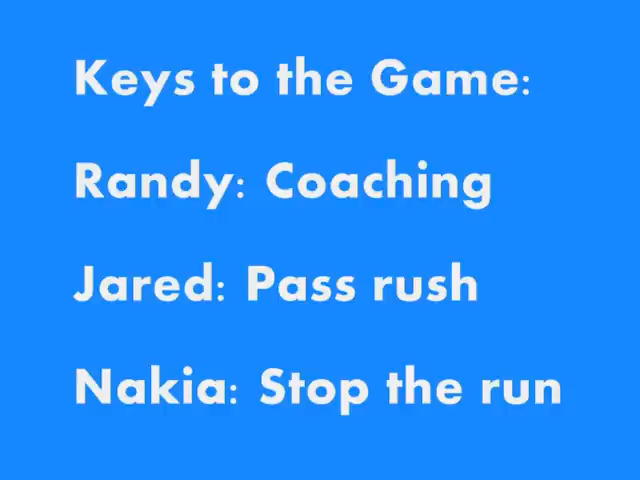 Keys to the Game:
Randy: Coaching
Jared: Pass rush
Nakia: Stop the run